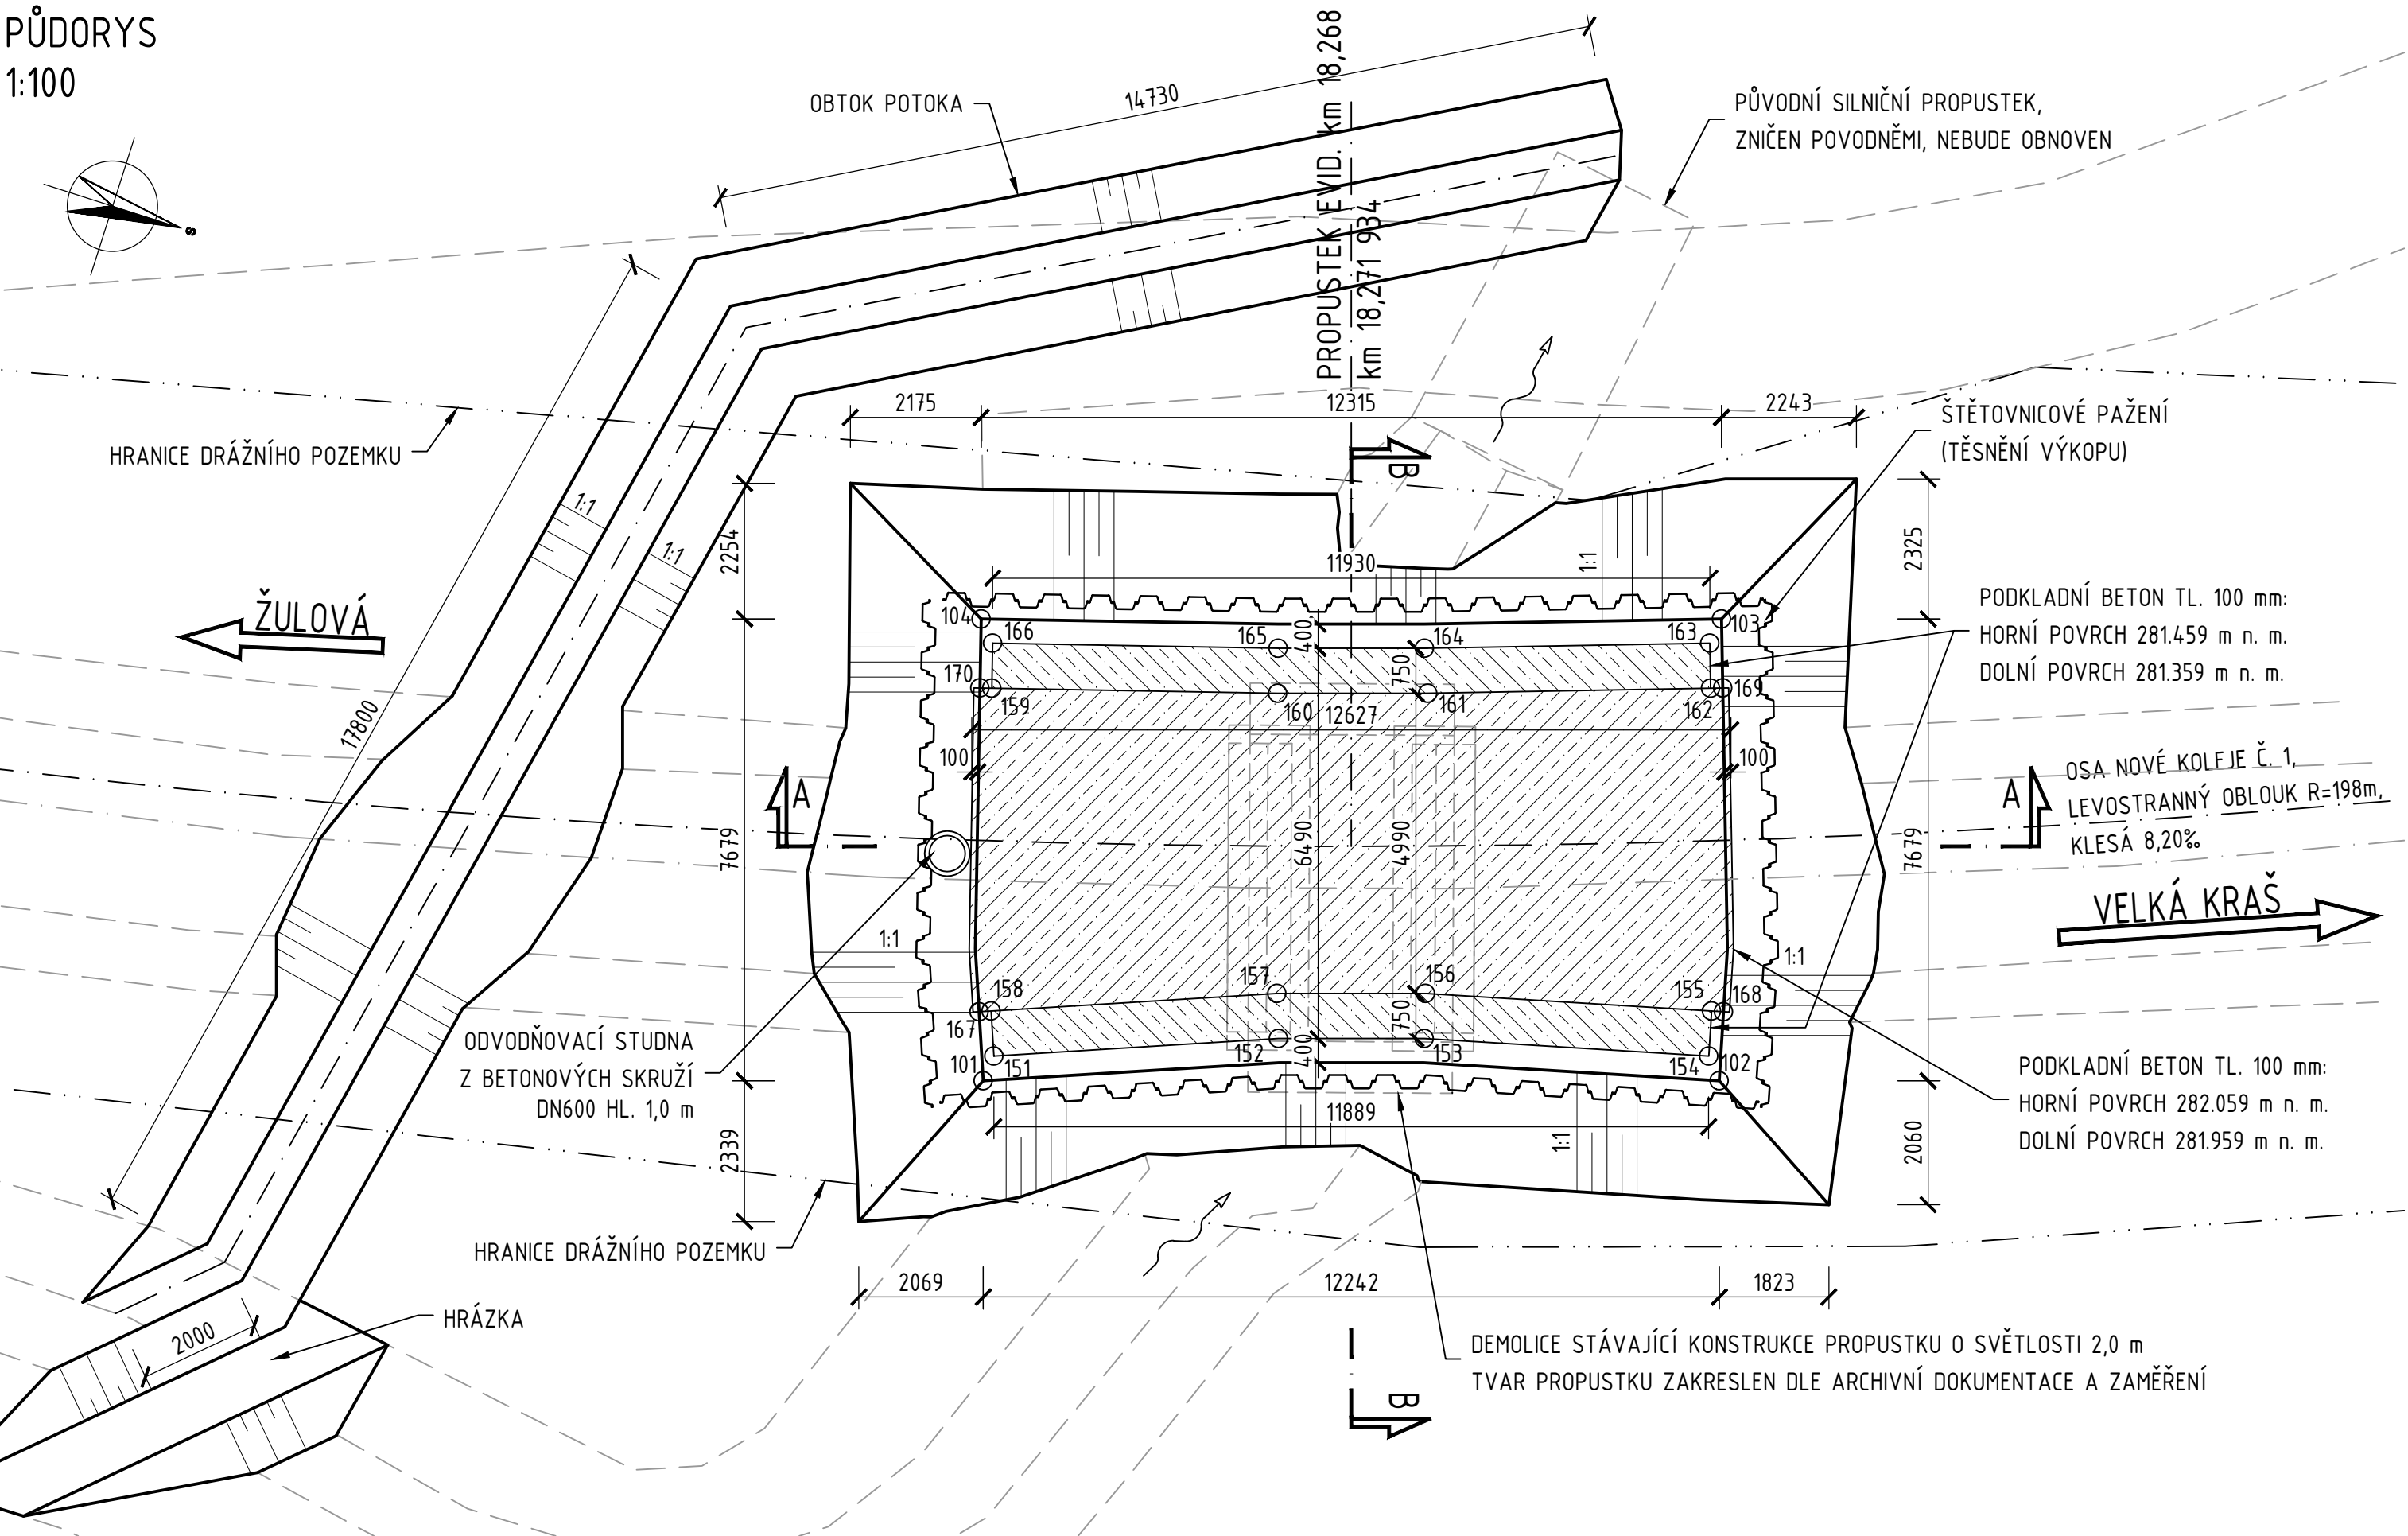 PŮDORYS
1:100
S
OBTOK POTOKA
14730
PROPUSTEK EVID. km 18,268
km 18,271 934
PŮVODNÍ SILNIČNÍ PROPUSTEK,
ZNIČEN POVODNĚMI, NEBUDE OBNOVEN
HRANICE DRÁŽNÍHO POZEMKU
2175
12315
2243
ŠTĚTOVNICOVÉ PAŽENÍ
(TĚSNĚNÍ VÝKOPU)
B
1:1
1:1
2254
11930
1:1
2325
ŽULOVÁ
PODKLADNÍ BETON TL. 100 mm:
HORNÍ POVRCH 281.459 m n. m.
DOLNÍ POVRCH 281.359 m n. m.
104
166
165
400
164
163
103
750
170
159
160
12627
161
162
169
17800
100
100
A
A
OSA NOVÉ KOLEJE Č. 1,
LEVOSTRANNÝ OBLOUK R=198m,
KLESÁ 8,20‰
7679
6490
4990
7679
VELKÁ KRAŠ
1:1
1:1
158
157
156
155
168
167
750
ODVODŇOVACÍ STUDNA
Z BETONOVÝCH SKRUŽÍ
DN600 HL. 1,0 m
101
151
152
400
153
154
102
PODKLADNÍ BETON TL. 100 mm:
HORNÍ POVRCH 282.059 m n. m.
DOLNÍ POVRCH 281.959 m n. m.
2339
11889
1:1
2060
HRANICE DRÁŽNÍHO POZEMKU
2069
12242
1823
HRÁZKA
2000
DEMOLICE STÁVAJÍCÍ KONSTRUKCE PROPUSTKU O SVĚTLOSTI 2,0 m
TVAR PROPUSTKU ZAKRESLEN DLE ARCHIVNÍ DOKUMENTACE A ZAMĚŘENÍ
B